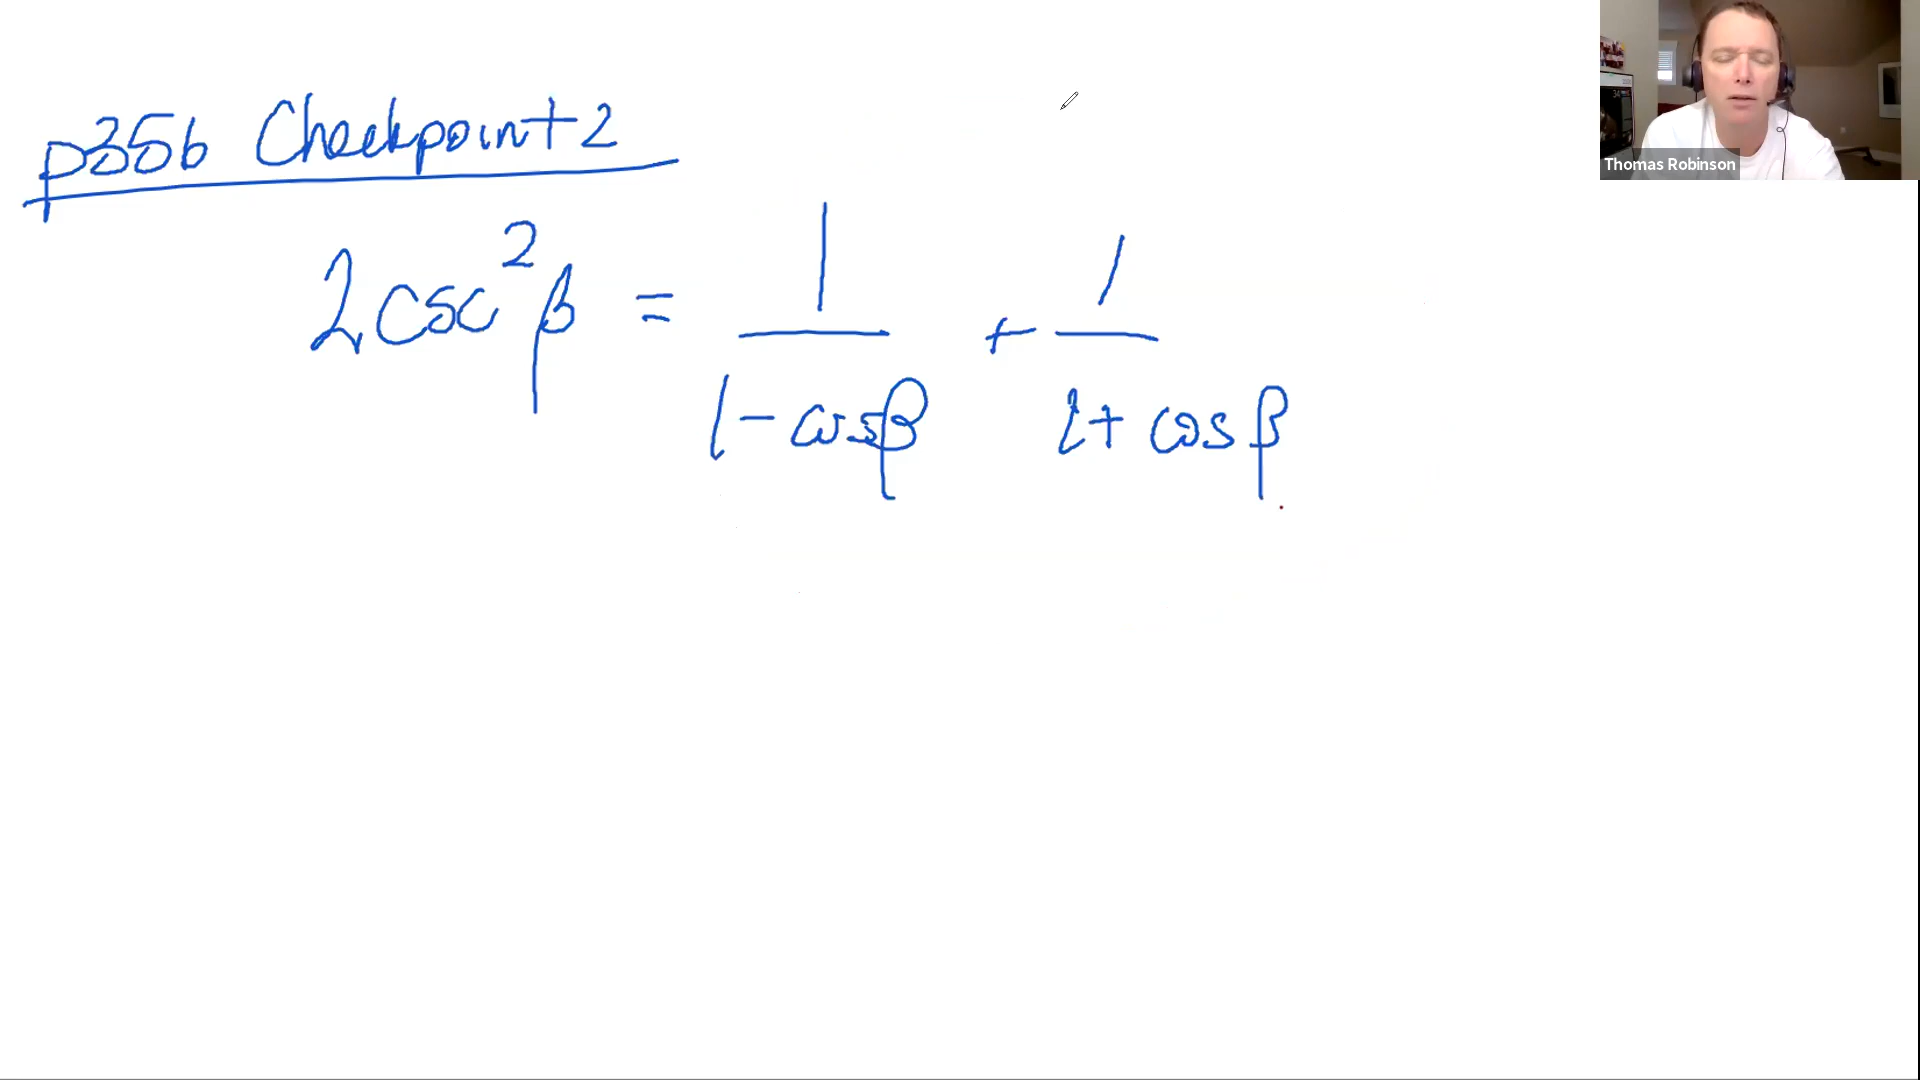 p356 Checkpoint 2
2csc²β = 1/(1-cosβ) + 1/(1+cosβ)
Thomas Robinson